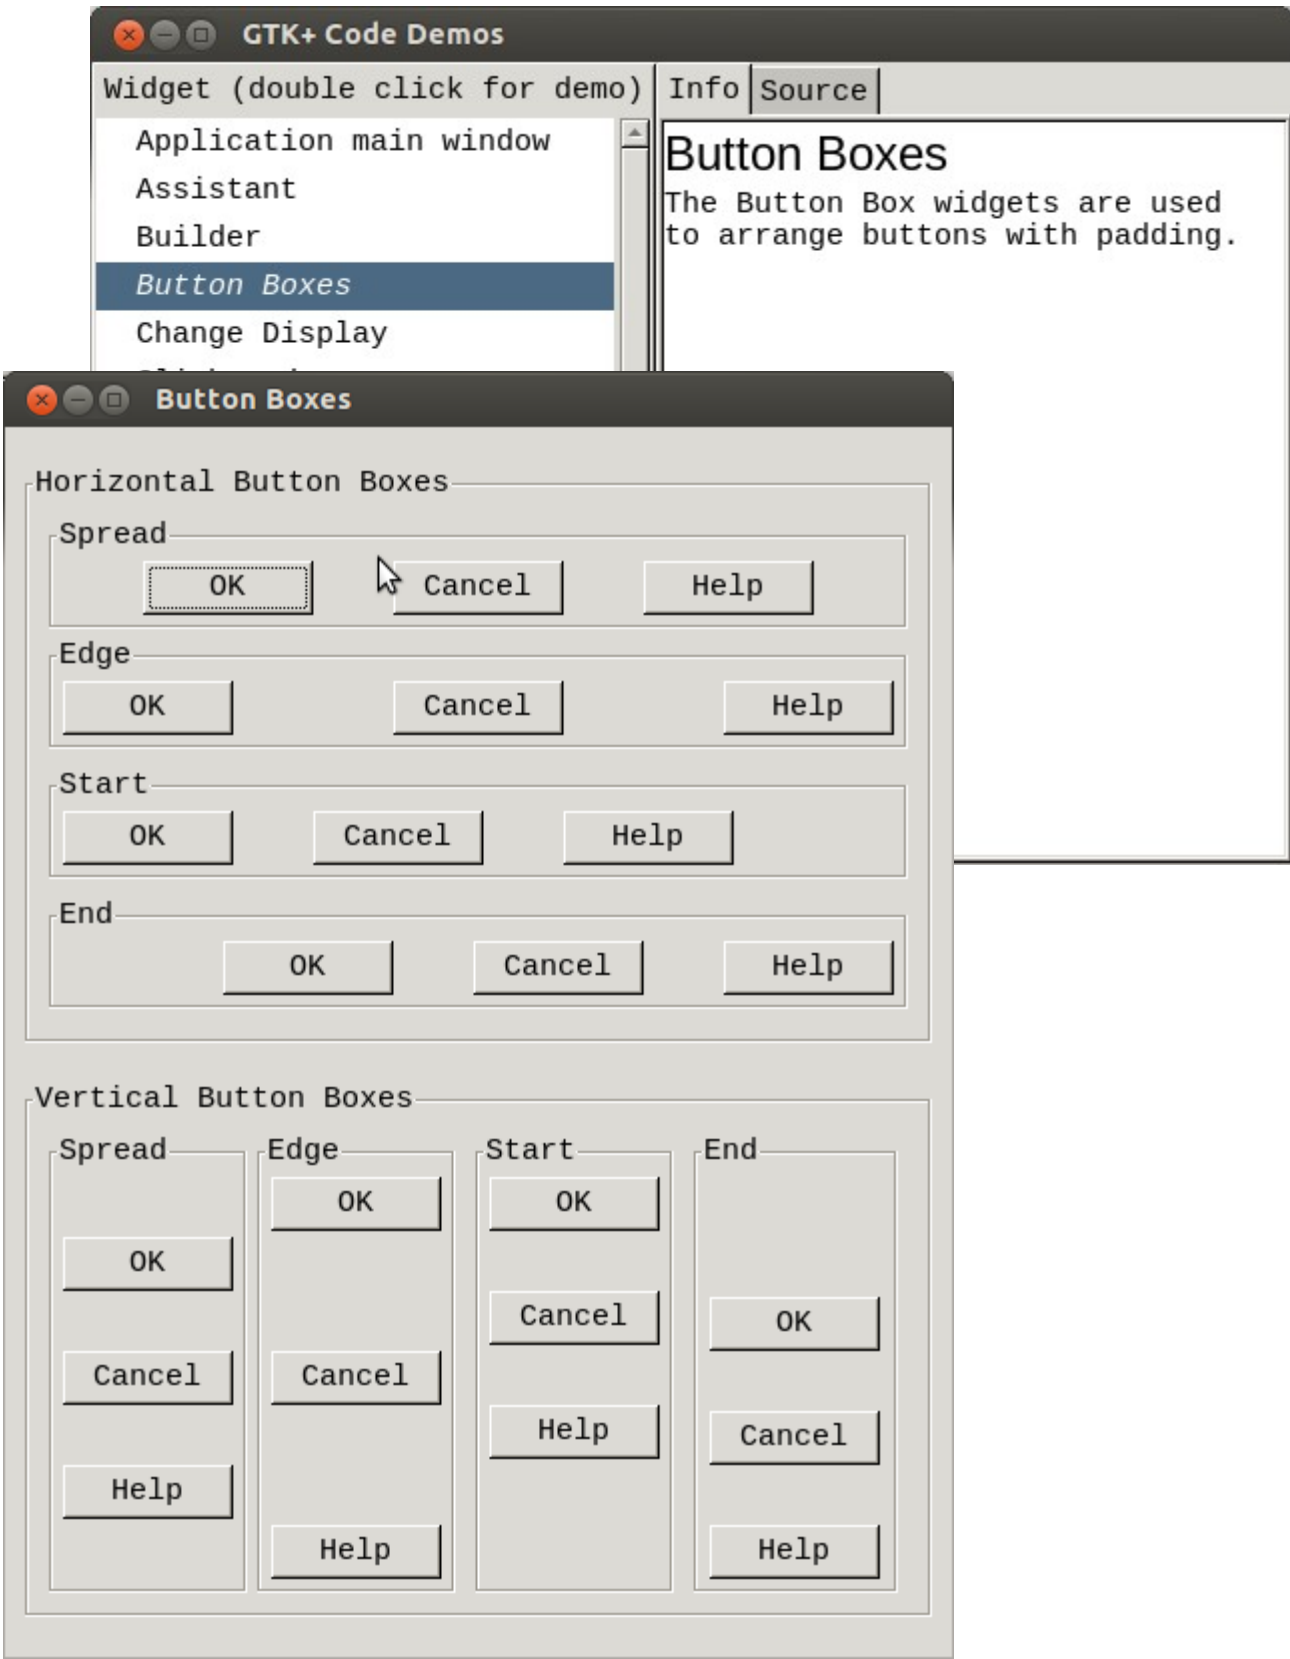 GTK+ Code Demos
Widget (double click for demo)
Info
Source
Application main window
Assistant
Builder
Button Boxes
Change Display
Button Boxes
The Button Box widgets are used
to arrange buttons with padding.
Button Boxes
Horizontal Button Boxes
Spread
OK Cancel Help
Edge
OK Cancel Help
Start
OK Cancel Help
End
OK Cancel Help
Vertical Button Boxes
Spread
OK
Cancel
Help
Edge
OK
Cancel
Help
Start
OK
Cancel
Help
End
OK
Cancel
Help